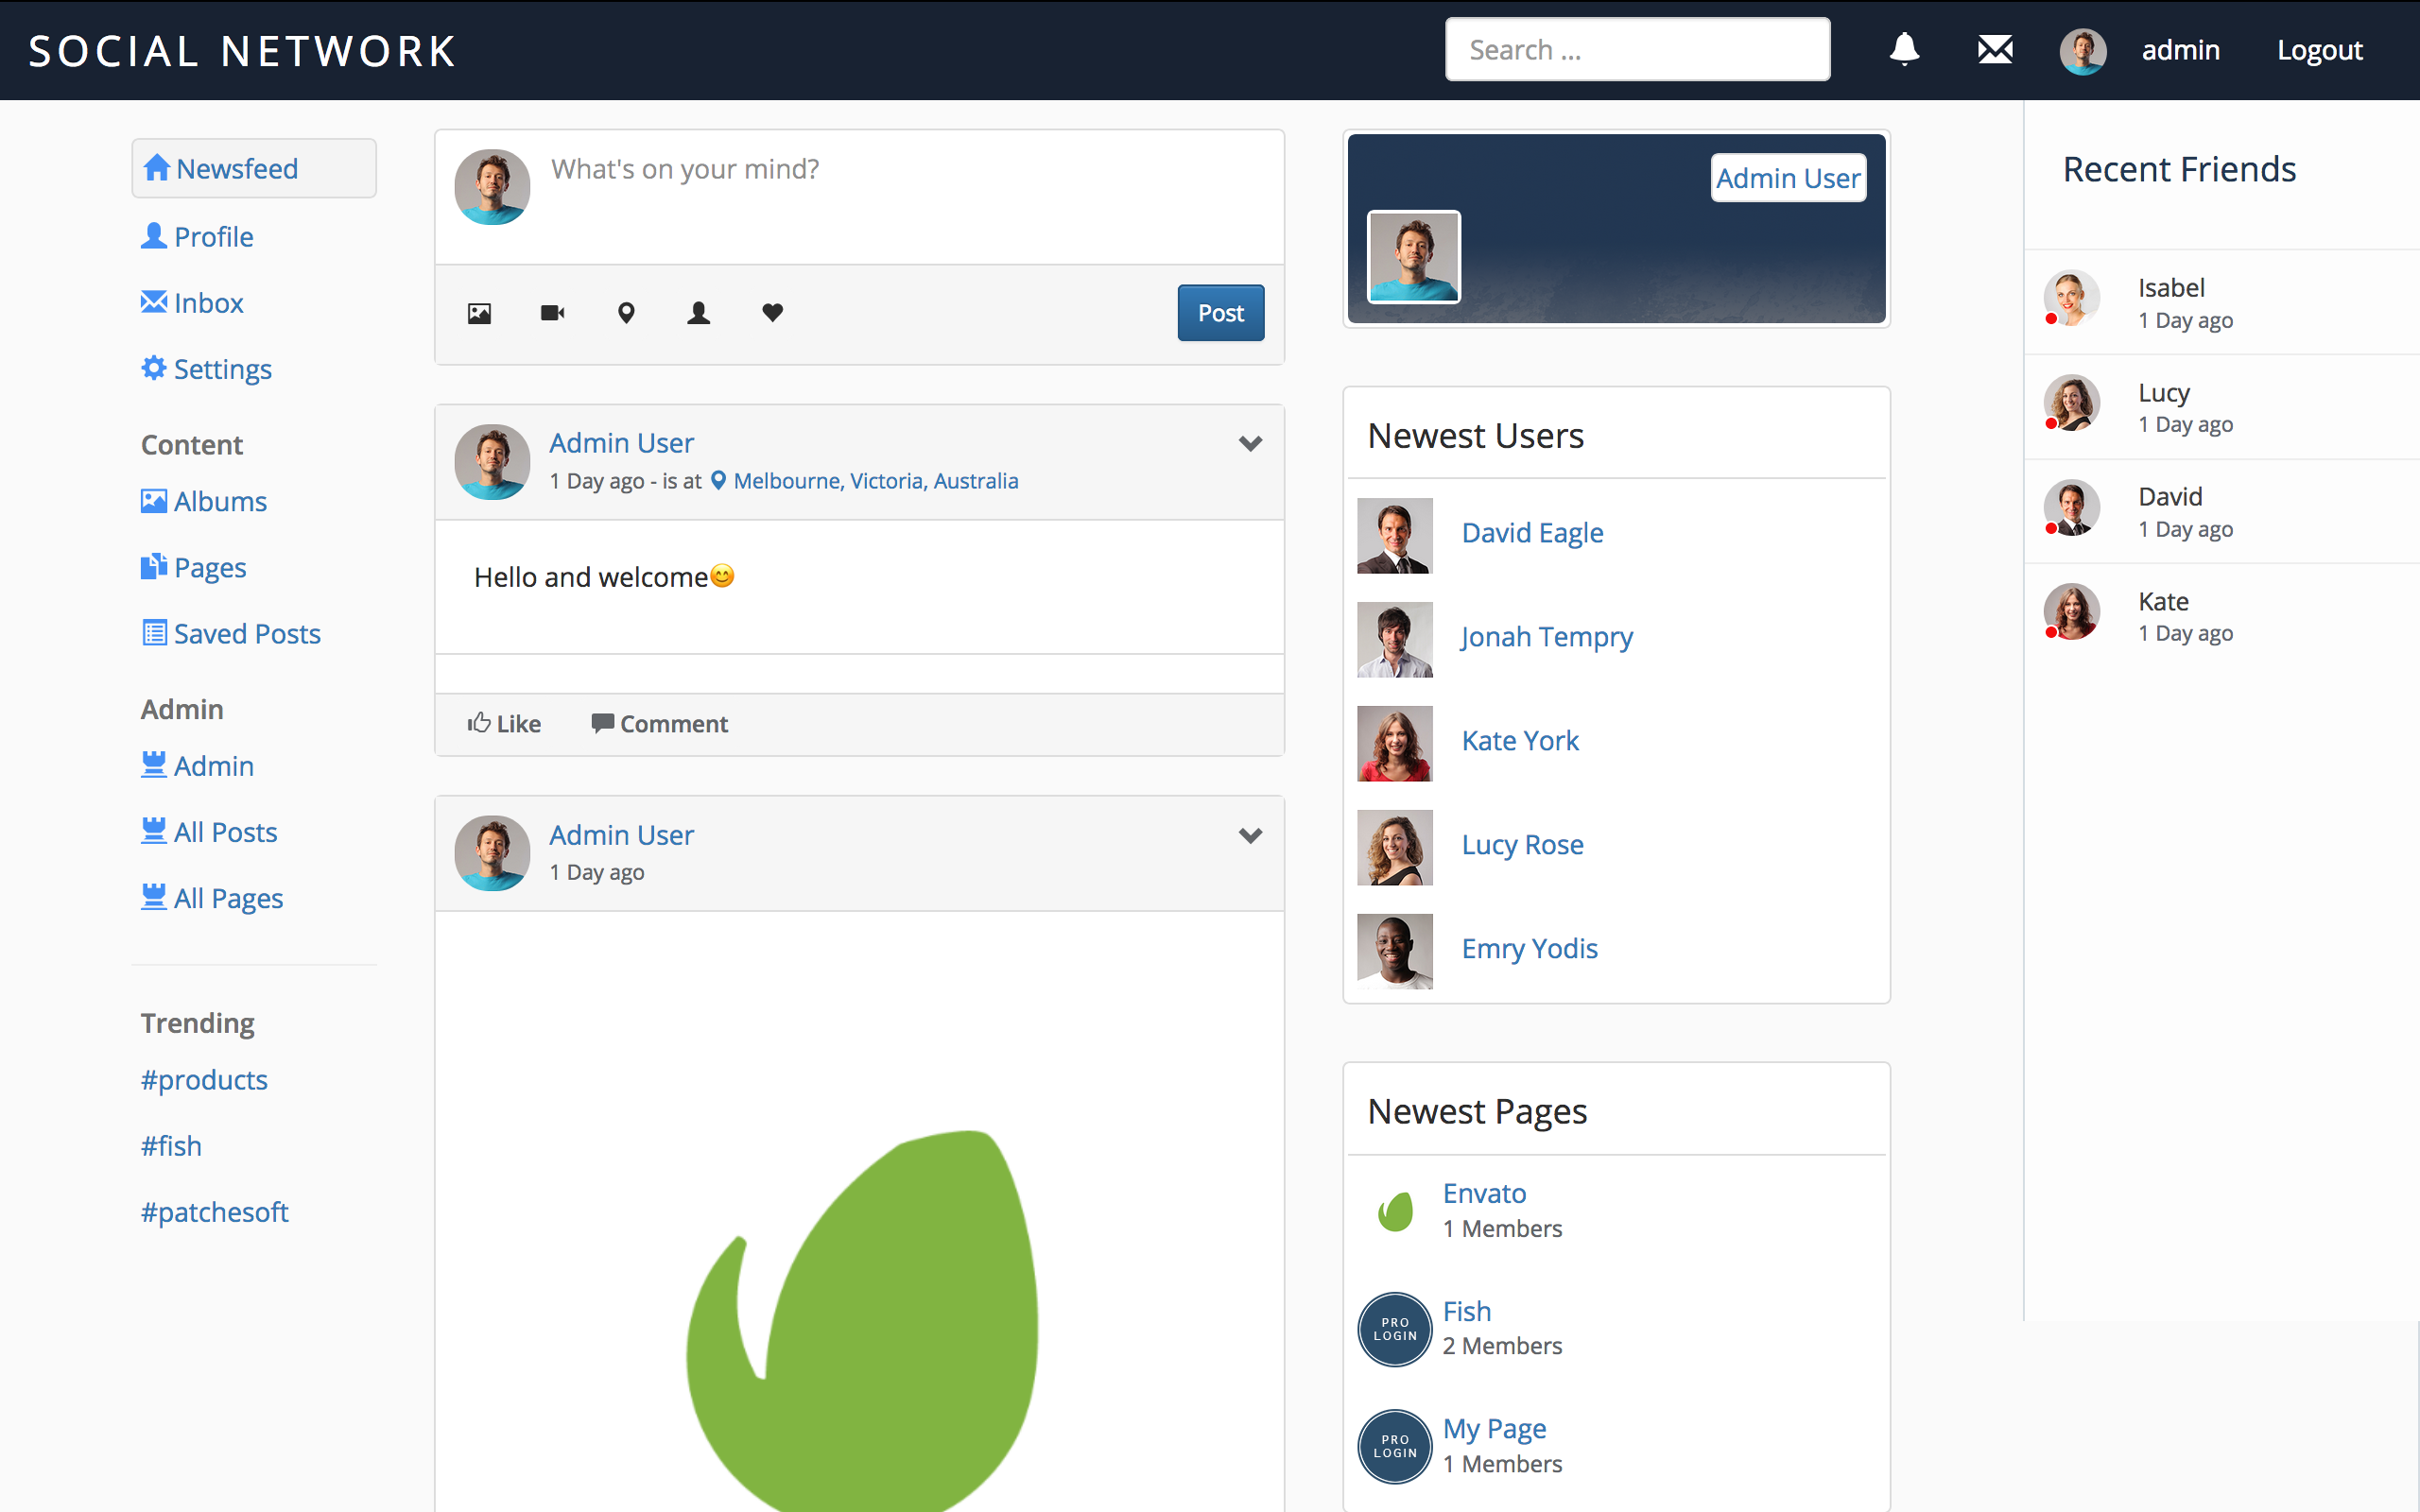 SOCIAL NETWORK
Search ...
admin
Logout
Newsfeed
Profile
Inbox
Settings
Content
Albums
Pages
Saved Posts
Admin
Admin
All Posts
All Pages
Trending
#products
#fish
#patchesoft
What's on your mind?
Post
Admin User
1 Day ago - is at Melbourne, Victoria, Australia
Hello and welcome😊
Like
Comment
Admin User
1 Day ago
Admin User
Newest Users
David Eagle
Jonah Tempry
Kate York
Lucy Rose
Emry Yodis
Newest Pages
Envato
1 Members
PRO
LOGIN
Fish
2 Members
PRO
LOGIN
My Page
1 Members
Recent Friends
Isabel
1 Day ago
Lucy
1 Day ago
David
1 Day ago
Kate
1 Day ago